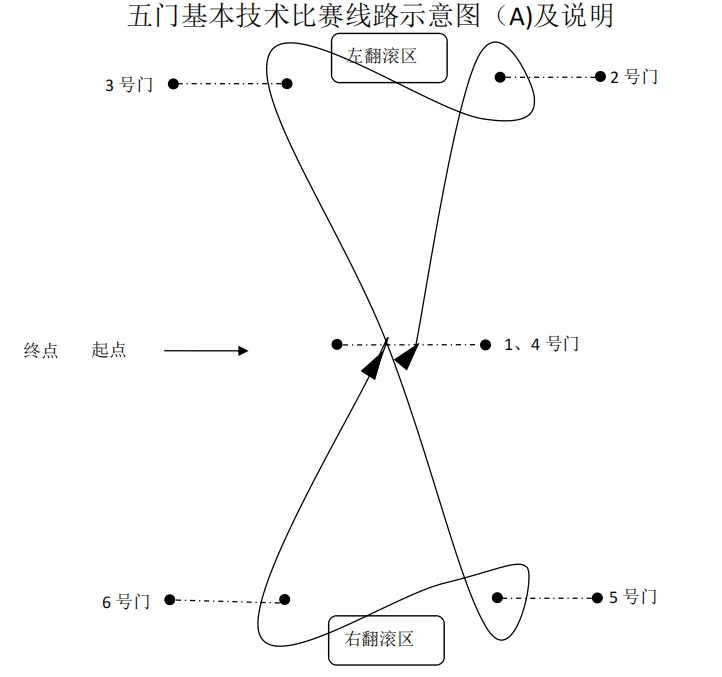 五门基本技术比赛线路示意图（A)及说明
左翻滚区
3 号门
2 号门
终点 起点
1、4 号门
6 号门
5 号门
右翻滚区